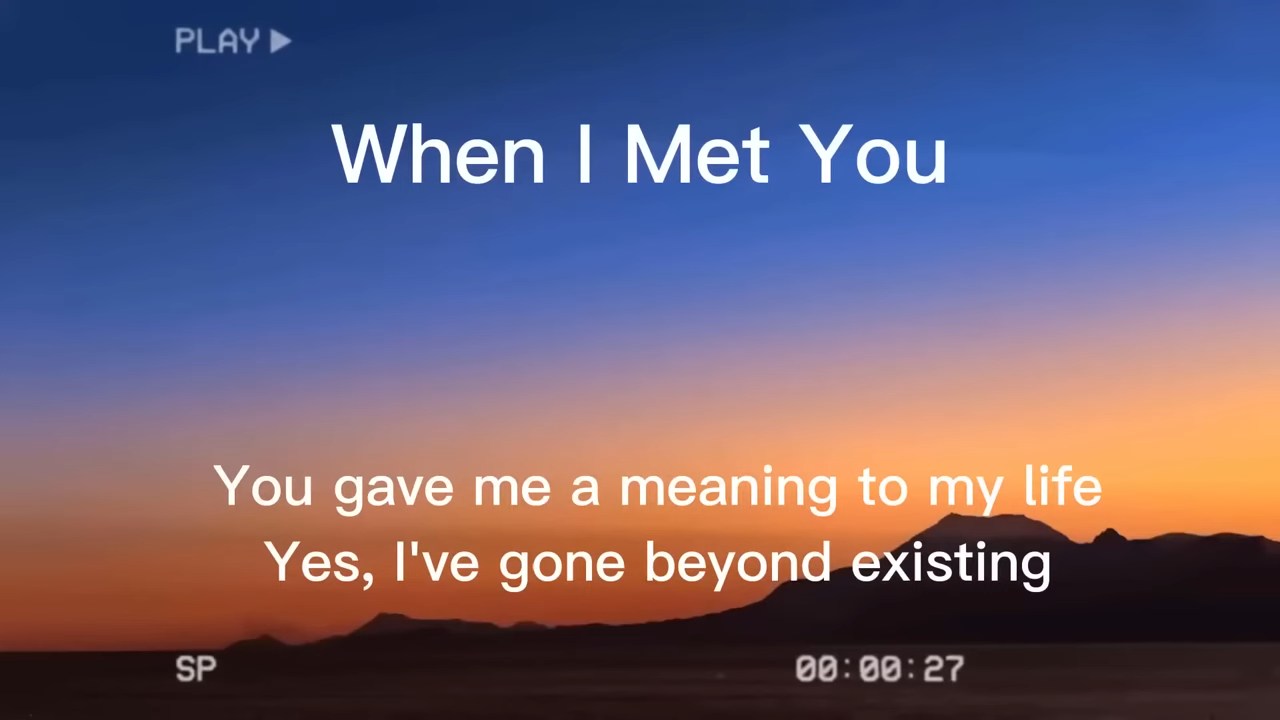 PLAY
When I Met You
You gave me a meaning to my life
Yes, I've gone beyond existing
SP
00:00:27